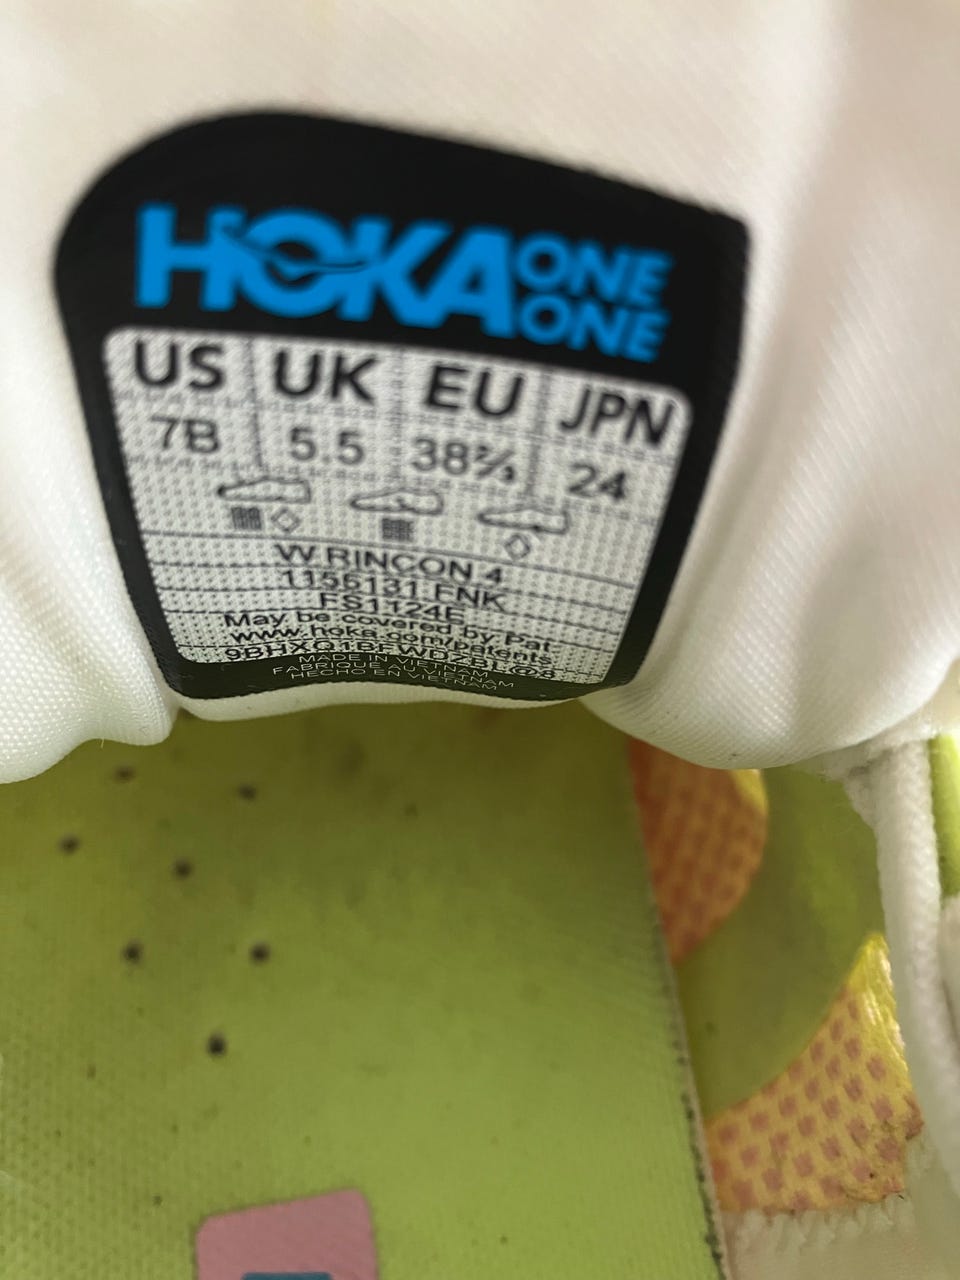 HOKA ONE ONE
US UK EU JPN
7B 5.5 38⅔ 24
W RINCON 4
1155131 FNK
FS1124E
May be covered by Pat
www.hoka.com/patents
MADE IN VIETNAM
FABRIQUE AU VIETNAM
HECHO EN VIETNAM